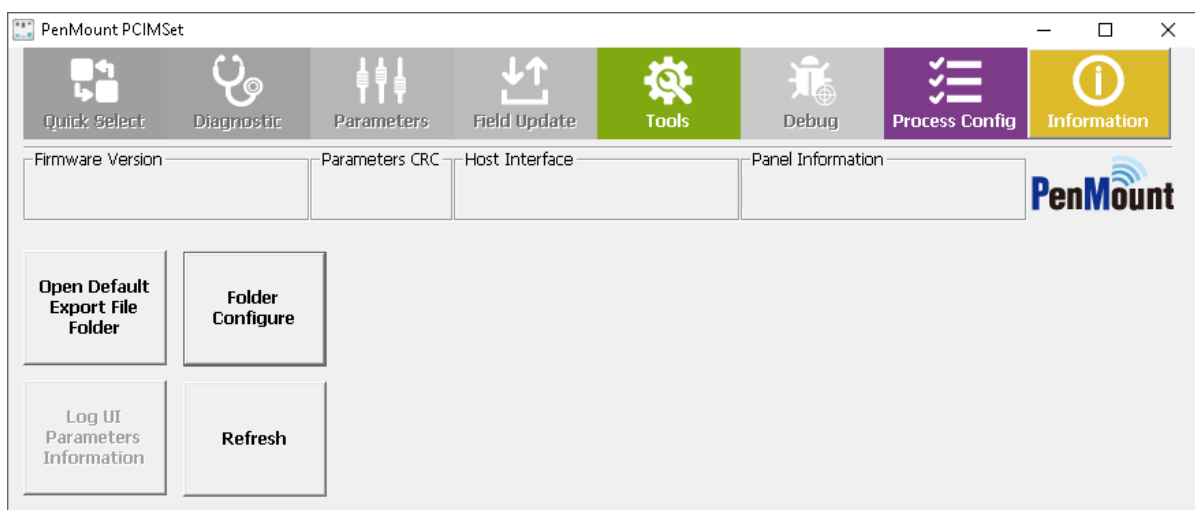 PenMount PCIMSet
Quick Select
Diagnostic
Parameters
Field Update
Tools
Debug
Process Config
Information
Firmware Version
Parameters CRC
Host Interface
Panel Information
PenMount
Open Default
Export File
Folder
Folder
Configure
Log UI
Parameters
Information
Refresh